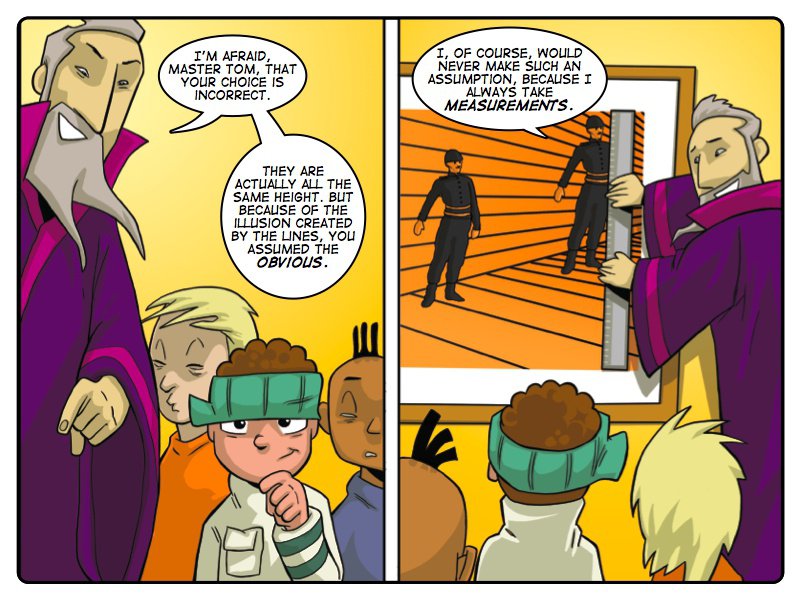 I'M AFRAID,
MASTER TOM, THAT
YOUR CHOICE IS
INCORRECT.
THEY ARE
ACTUALLY ALL THE
SAME HEIGHT. BUT
BECAUSE OF THE
ILLUSION CREATED
BY THE LINES, YOU
ASSUMED THE
OBVIOUS.
I, OF COURSE, WOULD
NEVER MAKE SUCH AN
ASSUMPTION, BECAUSE I
ALWAYS TAKE
MEASUREMENTS.